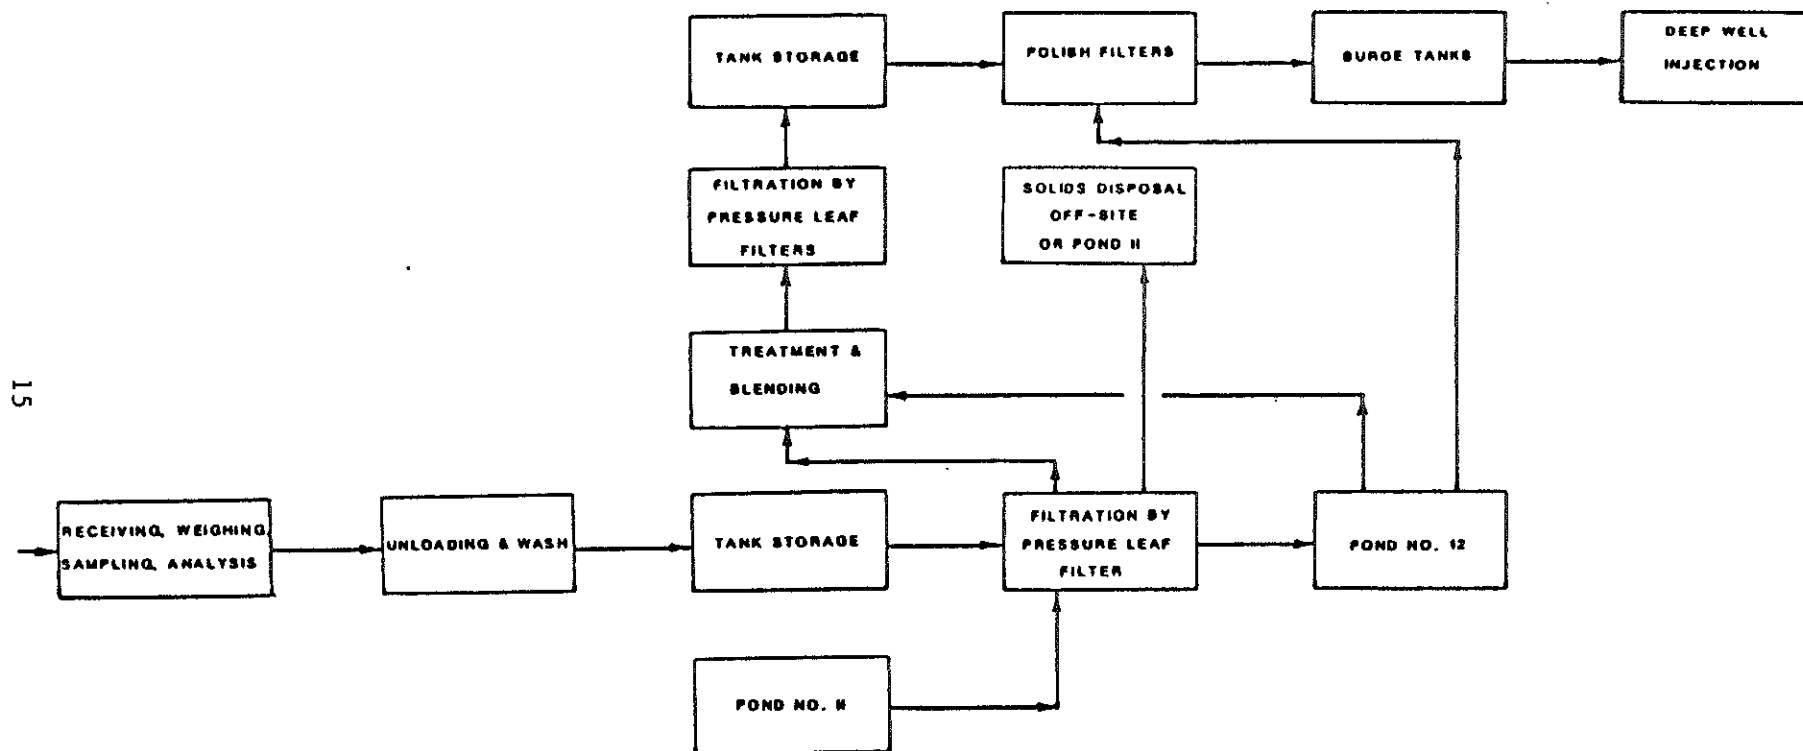 TANK STORAGE
POLISH FILTERS
SURGE TANKS
DEEP WELL
INJECTION
FILTRATION BY
PRESSURE LEAF
FILTERS
SOLIDS DISPOSAL
OFF-SITE
OR POND 11
TREATMENT &
BLENDING
15
RECEIVING, WEIGHING,
SAMPLING, ANALYSIS
UNLOADING & WASH
TANK STORAGE
FILTRATION BY
PRESSURE LEAF
FILTER
POND NO. 12
POND NO. 11